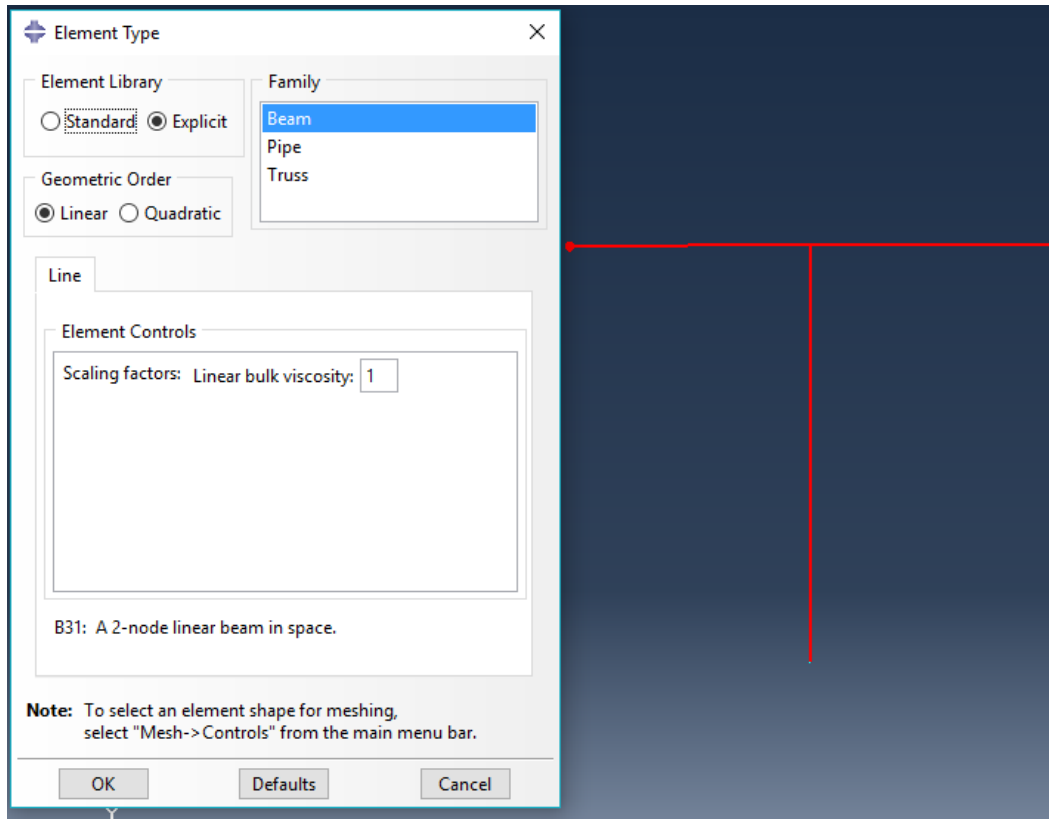 Element Type
Element Library
Standard Explicit
Family
Beam
Pipe
Truss
Geometric Order
Linear Quadratic
Line
Element Controls
Scaling factors: Linear bulk viscosity: 1
B31: A 2-node linear beam in space.
Note: To select an element shape for meshing,
select "Mesh->Controls" from the main menu bar.
OK Defaults Cancel
Y